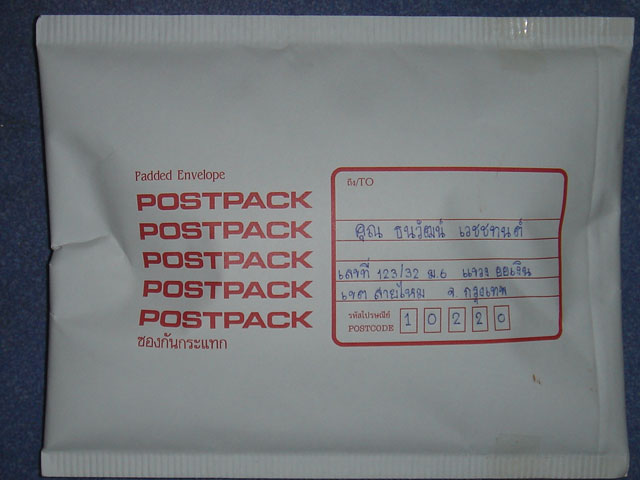 Padded Envelope
POSTPACK
POSTPACK
POSTPACK
POSTPACK
POSTPACK
ซองกันกระแทก
ถึง/TO
คุณ ธนวัฒน์ เวชชทนต์
เลขที่ 123/32 ม.6 แขวง ออเงิน
เขต สายไหม จ. กรุงเทพ
รหัสไปรษณีย์
POSTCODE 1 0 2 2 0